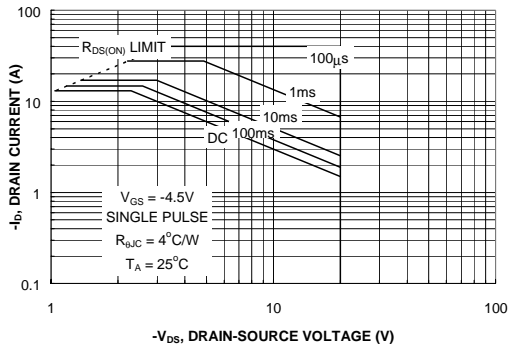 100
R_DS(ON) LIMIT
100µs
1ms
10
10ms
DC 100ms
1
V_GS = -4.5V
SINGLE PULSE
R_θJC = 4°C/W
T_A = 25°C
0.1
1
10
100
-I_D, DRAIN CURRENT (A)
-V_DS, DRAIN-SOURCE VOLTAGE (V)